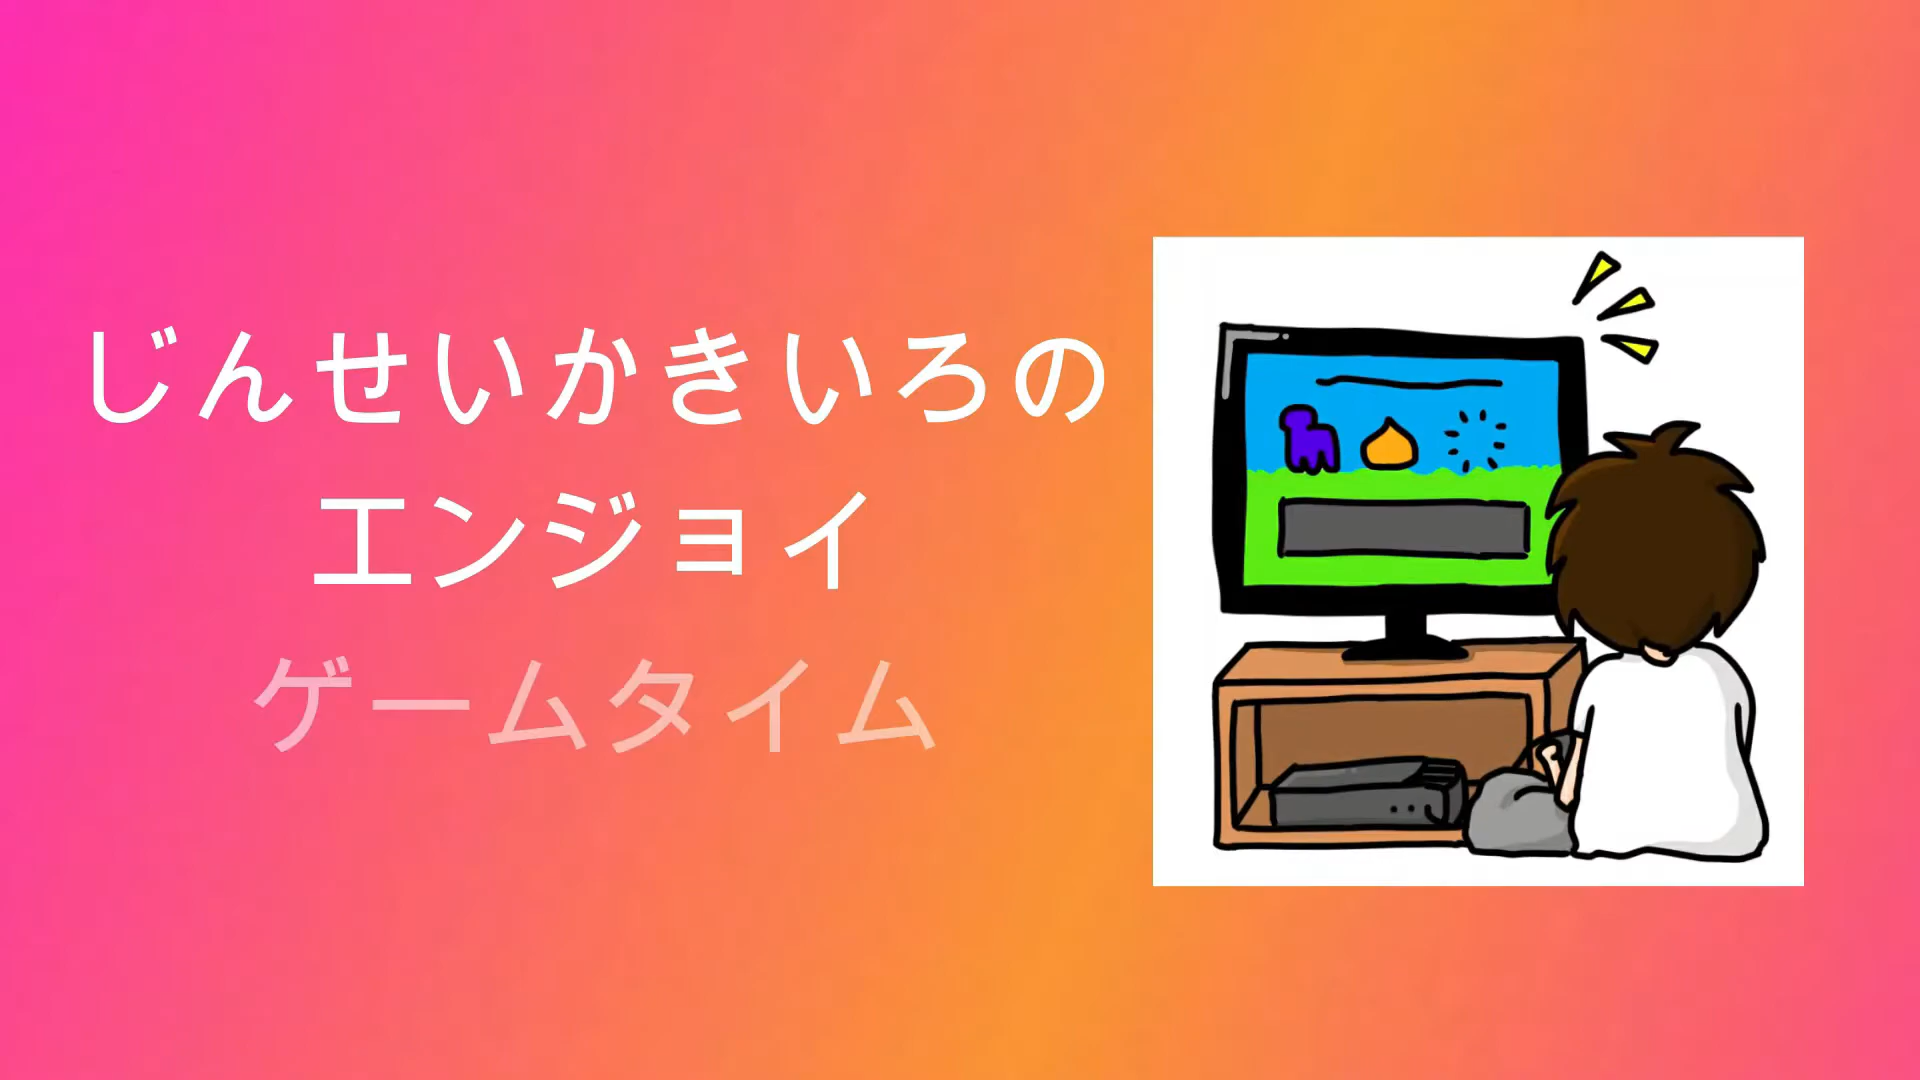 じんせいかきいろの
エンジョイ
ゲームタイム